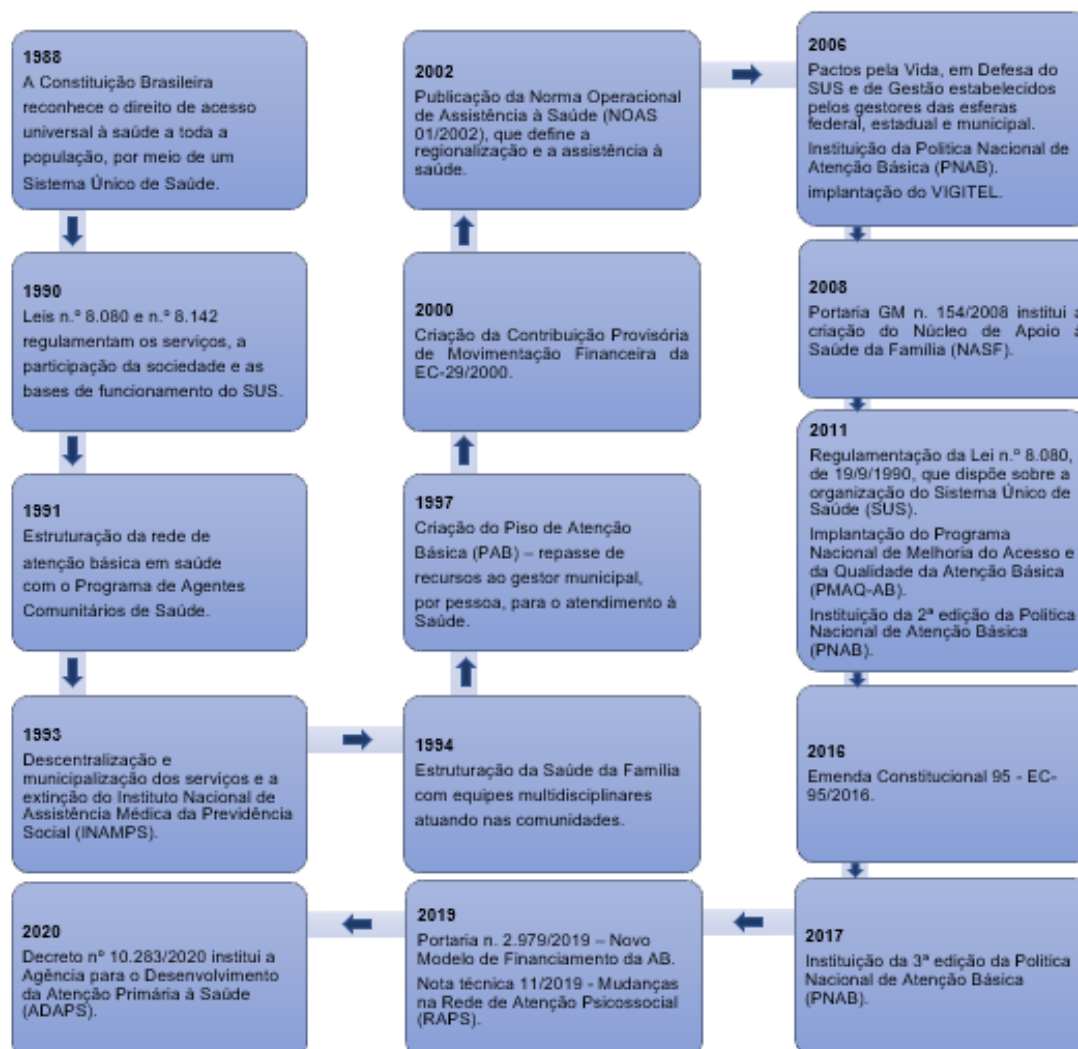 1988
A Constituição Brasileira
reconhece o direito de acesso
universal à saúde a toda a
população, por meio de um
Sistema Único de Saúde.
1990
Leis n.º 8.080 e n.º 8.142
regulamentam os serviços, a
participação da sociedade e as
bases de funcionamento do SUS.
1991
Estruturação da rede de
atenção básica em saúde
com o Programa de Agentes
Comunitários de Saúde.
1993
Descentralização e
municipalização dos serviços e a
extinção do Instituto Nacional de
Assistência Médica da Previdência
Social (INAMPS).
1994
Estruturação da Saúde da Família
com equipes multidisciplinares
atuando nas comunidades.
1997
Criação do Piso de Atenção
Básica (PAB) – repasse de
recursos ao gestor municipal,
por pessoa, para o atendimento à
Saúde.
2000
Criação da Contribuição Provisória
de Movimentação Financeira da
EC-29/2000.
2002
Publicação da Norma Operacional
de Assistência à Saúde (NOAS
01/2002), que define a
regionalização e a assistência à
saúde.
2006
Pactos pela Vida, em Defesa do
SUS e de Gestão estabelecidos
pelos gestores das esferas
federal, estadual e municipal.
Instituição da Politica Nacional de
Atenção Básica (PNAB).
implantação do VIGITEL.
2008
Portaria GM n. 154/2008 institui a
criação do Núcleo de Apoio à
Saúde da Família (NASF).
2011
Regulamentação da Lei n.º 8.080,
de 19/9/1990, que dispõe sobre a
organização do Sistema Único de
Saúde (SUS).
Implantação do Programa
Nacional de Melhoria do Acesso e
da Qualidade da Atenção Básica
(PMAQ-AB).
Instituição da 2ª edição da Politica
Nacional de Atenção Básica
(PNAB).
2016
Emenda Constitucional 95 - EC-
95/2016.
2017
Instituição da 3ª edição da Politica
Nacional de Atenção Básica
(PNAB).
2019
Portaria n. 2.979/2019 – Novo
Modelo de Financiamento da AB.
Nota técnica 11/2019 - Mudanças
na Rede de Atenção Psicossocial
(RAPS).
2020
Decreto nº 10.283/2020 institui a
Agência para o Desenvolvimento
da Atenção Primária à Saúde
(ADAPS).